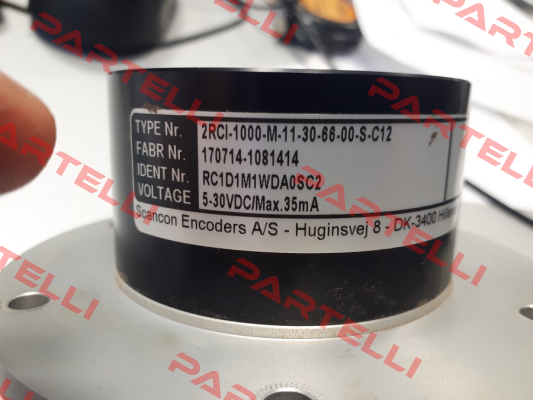 TYPE Nr. 2RCI-1000-M-11-30-66-00-S-C12
FABR Nr. 170714-1081414
IDENT Nr. RC1D1M1WDA0SC2
VOLTAGE 5-30VDC/Max.35mA
Scancon Encoders A/S - Huginsvej 8 - DK-3400
PARTELLI
PARTELLI
PARTELLI
PARTELLI
PARTELLI
PARTELLI